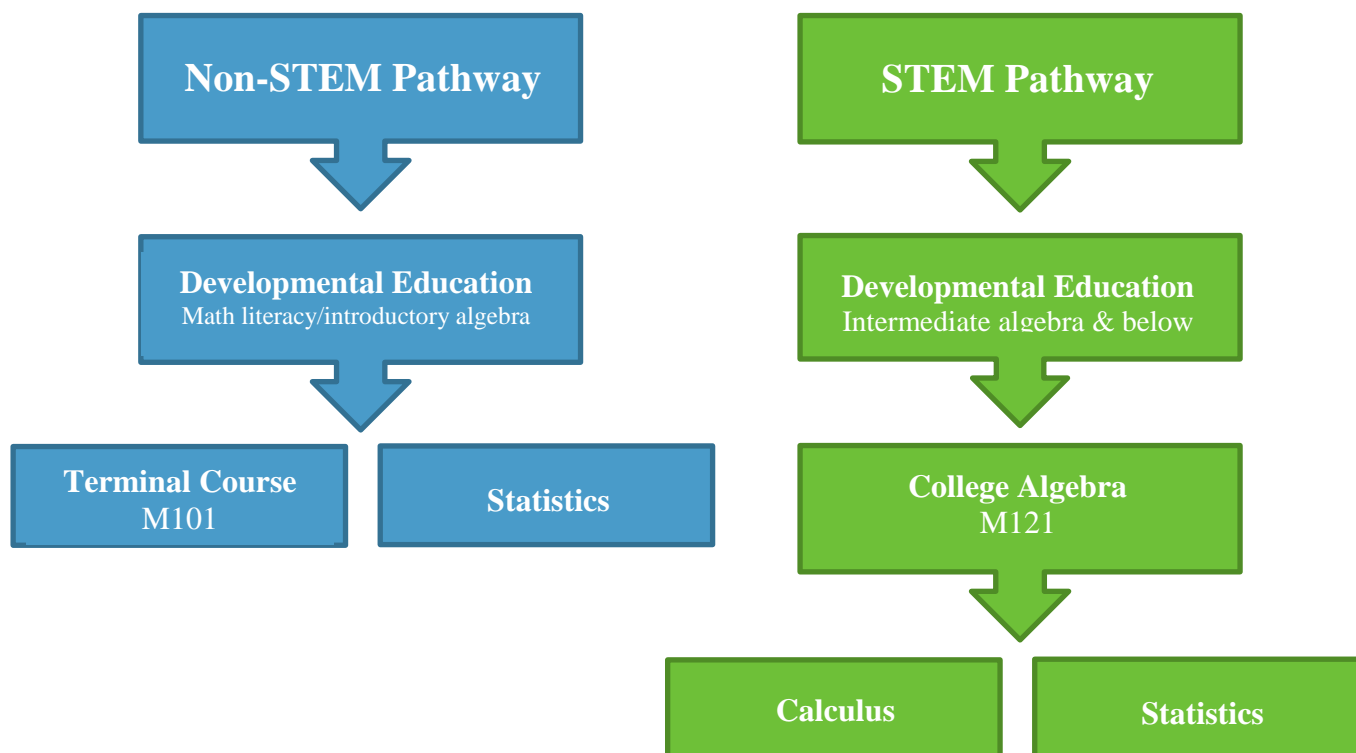 Non-STEM Pathway
Developmental Education
Math literacy/introductory algebra
Terminal Course
M101
Statistics
STEM Pathway
Developmental Education
Intermediate algebra & below
College Algebra
M121
Calculus
Statistics